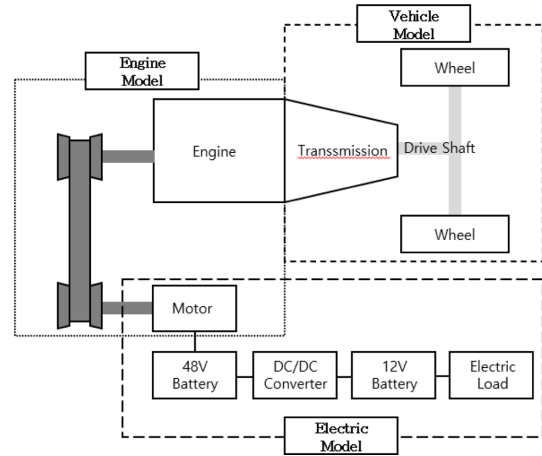 Vehicle
Model
Engine
Model
Wheel
Engine
Transsmission
Drive Shaft
Wheel
Motor
48V
Battery
DC/DC
Converter
12V
Battery
Electric
Load
Electric
Model